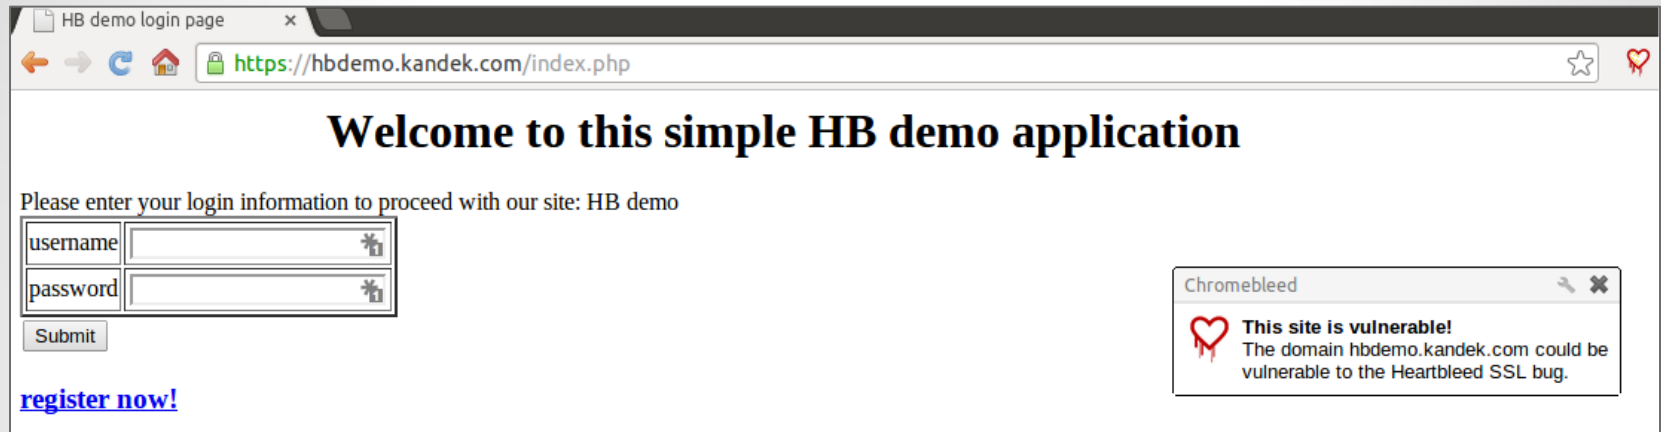 HB demo login page
https://hbdemo.kandek.com/index.php
Welcome to this simple HB demo application
Please enter your login information to proceed with our site: HB demo
username
password
Submit
register now!
Chromebleed
This site is vulnerable!
The domain hbdemo.kandek.com could be
vulnerable to the Heartbleed SSL bug.